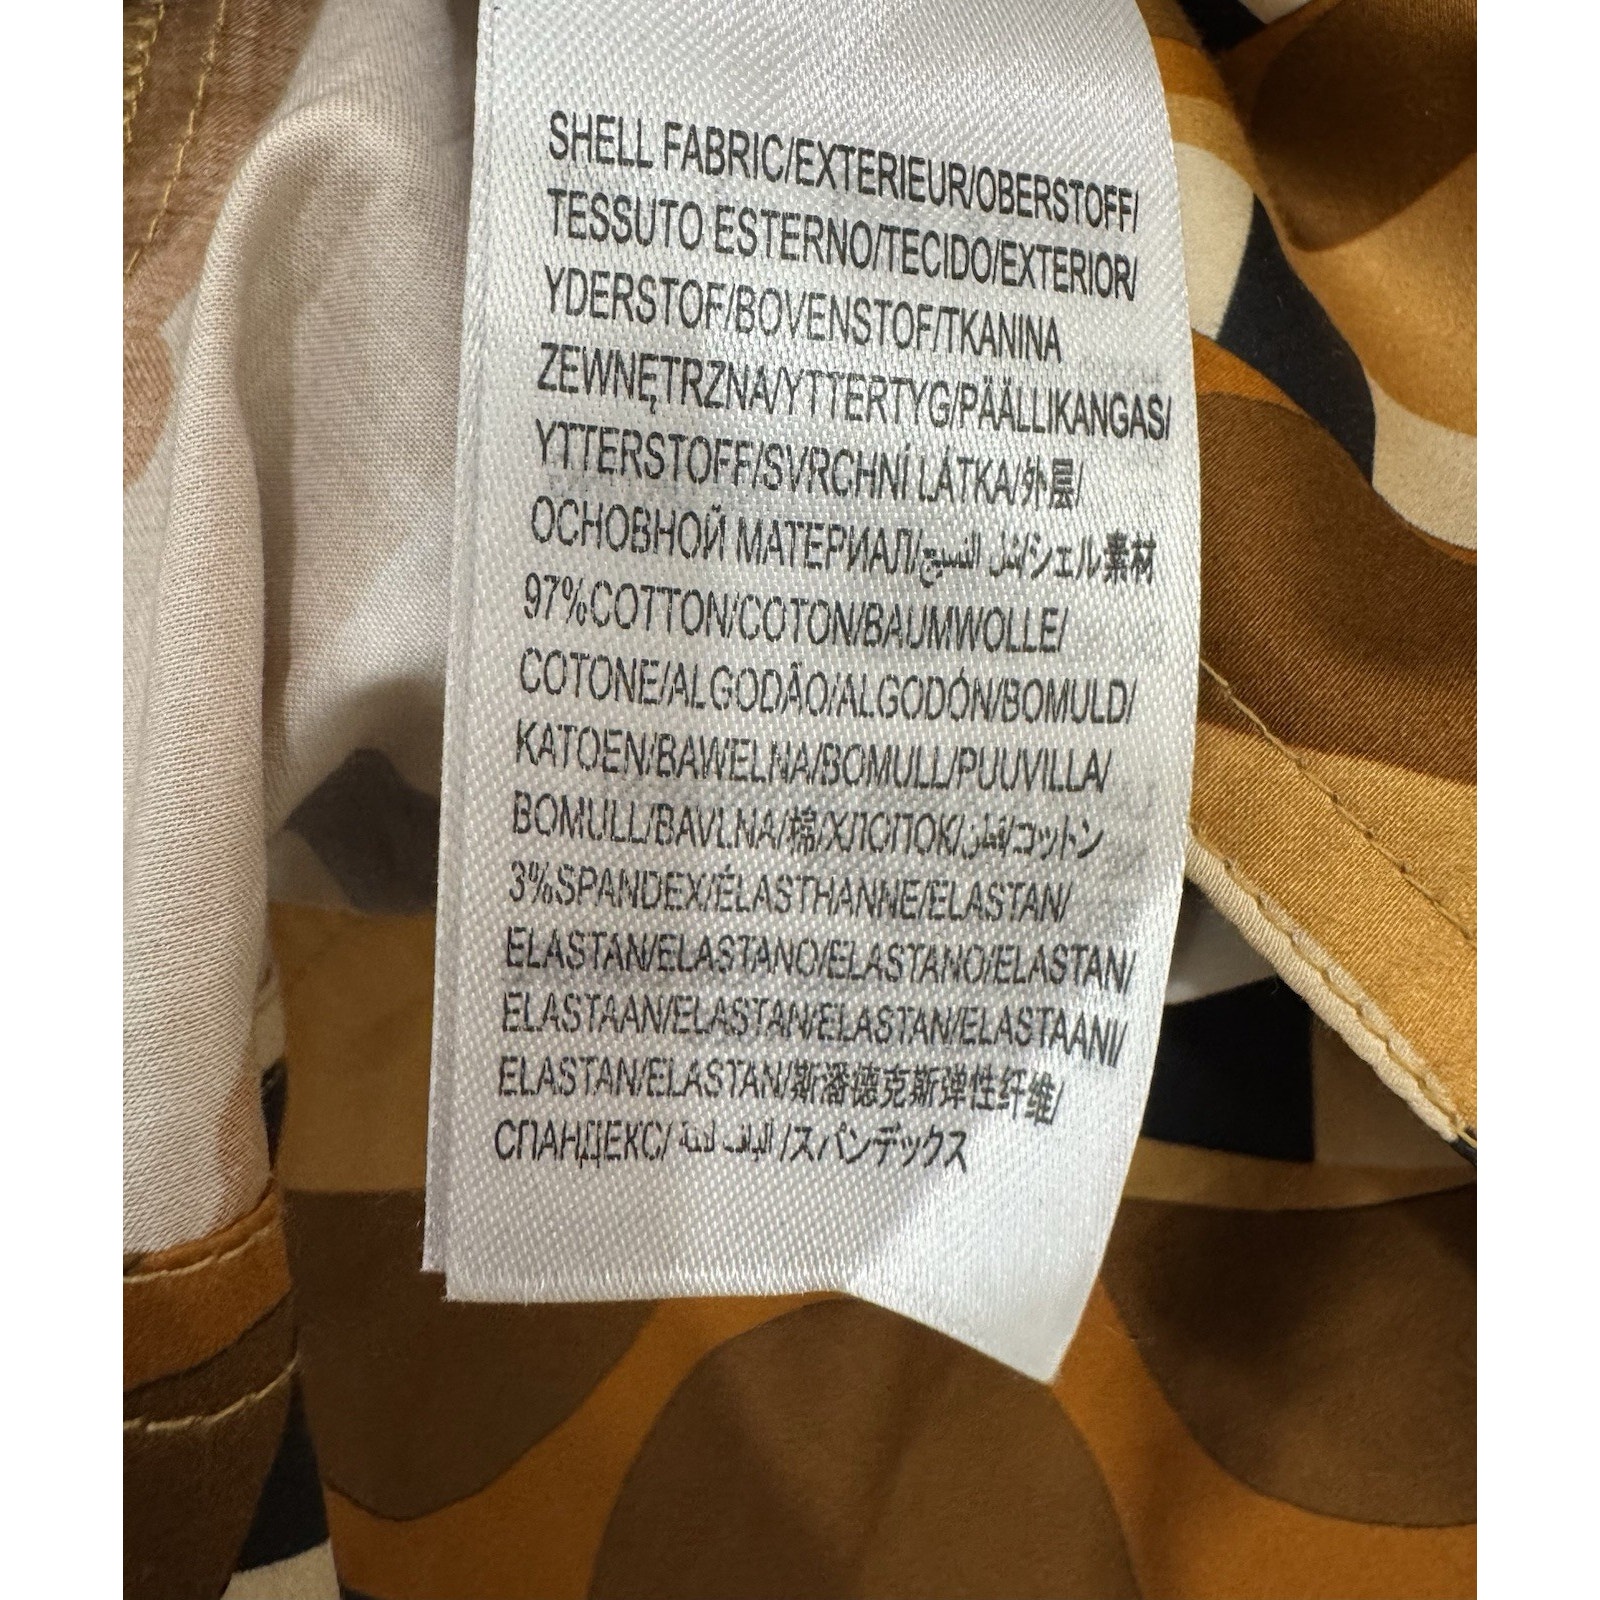 SHELL FABRIC/EXTERIEUR/OBERSTOFF/
TESSUTO ESTERNO/TECIDO/EXTERIOR/
YDERSTOF/BOVENSTOF/TKANINA
ZEWNĘTRZNA/YTTERTYG/PÄÄLLIKANGAS/
YTTERSTOFF/SVRCHNÍ LÁTKA/外层/
ОСНОВНОЙ МАТЕРИАЛ/シェル素材
97%COTTON/COTON/BAUMWOLLE/
COTONE/ALGODÃO/ALGODÓN/BOMULD/
KATOEN/BAWELNA/BOMULL/PUUVILLA/
BOMULL/BAVLNA/棉/ХЛОПОК/قطن/コットン
3%SPANDEX/ÉLASTHANNE/ELASTAN/
ELASTAN/ELASTANO/ELASTANO/ELASTAN/
ELASTAAN/ELASTAN/ELASTAN/ELASTAANI/
ELASTAN/ELASTAN/斯潘德克斯弹性纤维/
СПАНДЕКС/ /スパンデックス